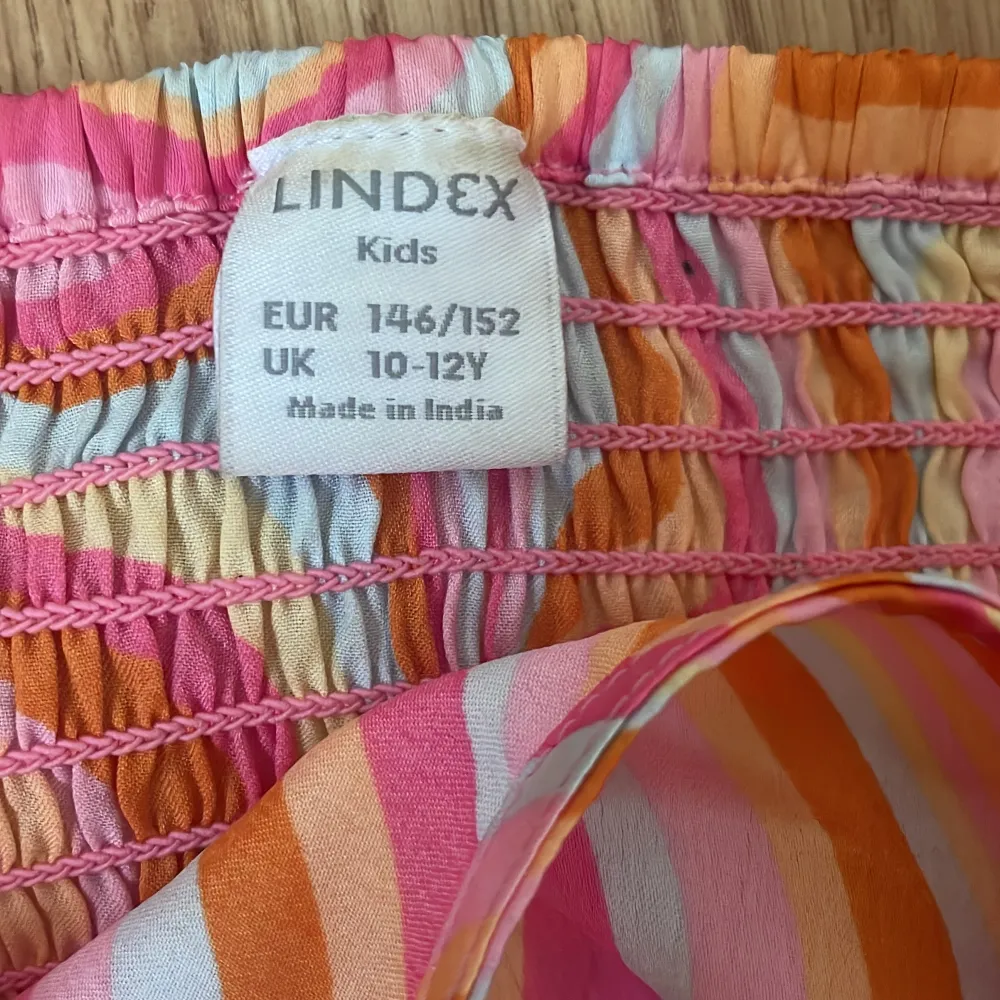 LINDEX
Kids
EUR 146/152
UK 10-12Y
Made in India